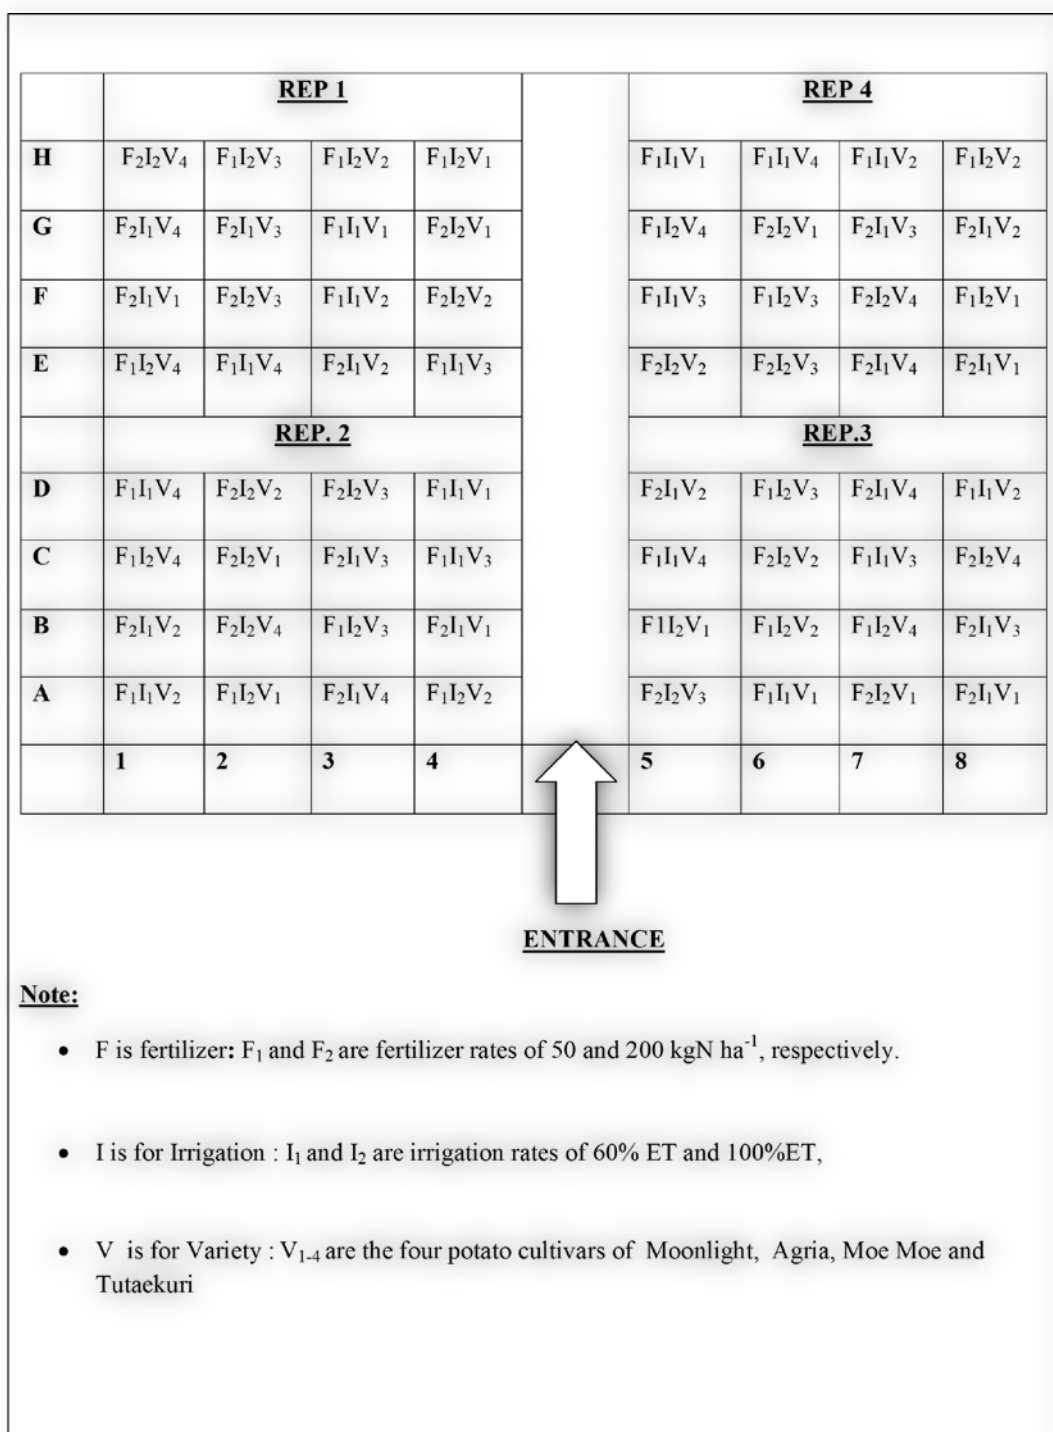 REP 1 REP 4
H F₂I₂V₄ F₁I₂V₃ F₁I₂V₂ F₁I₂V₁ F₁I₁V₁ F₁I₁V₄ F₁I₁V₂ F₁I₂V₂
G F₂I₁V₄ F₂I₁V₃ F₁I₁V₁ F₂I₂V₁ F₁I₂V₄ F₂I₂V₁ F₂I₁V₃ F₂I₁V₂
F F₂I₁V₁ F₂I₂V₃ F₁I₁V₂ F₂I₂V₂ F₁I₁V₃ F₁I₂V₃ F₂I₂V₄ F₁I₂V₁
E F₁I₂V₄ F₁I₁V₄ F₂I₁V₂ F₁I₁V₃ F₂I₂V₂ F₂I₂V₃ F₂I₁V₄ F₂I₁V₁
REP. 2 REP.3
D F₁I₁V₄ F₂I₂V₂ F₂I₂V₃ F₁I₁V₁ F₂I₁V₂ F₁I₂V₃ F₂I₁V₄ F₁I₁V₂
C F₁I₂V₄ F₂I₂V₁ F₂I₁V₃ F₁I₁V₃ F₁I₁V₄ F₂I₂V₂ F₁I₁V₃ F₂I₂V₄
B F₂I₁V₂ F₂I₂V₄ F₁I₂V₃ F₂I₁V₁ F1I₂V₁ F₁I₂V₂ F₁I₂V₄ F₂I₁V₃
A F₁I₁V₂ F₁I₂V₁ F₂I₁V₄ F₁I₂V₂ F₂I₂V₃ F₁I₁V₁ F₂I₂V₁ F₂I₁V₁
1 2 3 4 5 6 7 8
ENTRANCE
Note:
• F is fertilizer: F₁ and F₂ are fertilizer rates of 50 and 200 kgN ha⁻¹, respectively.
• I is for Irrigation : I₁ and I₂ are irrigation rates of 60% ET and 100%ET,
• V is for Variety : V₁₋₄ are the four potato cultivars of Moonlight, Agria, Moe Moe and
Tutaekuri